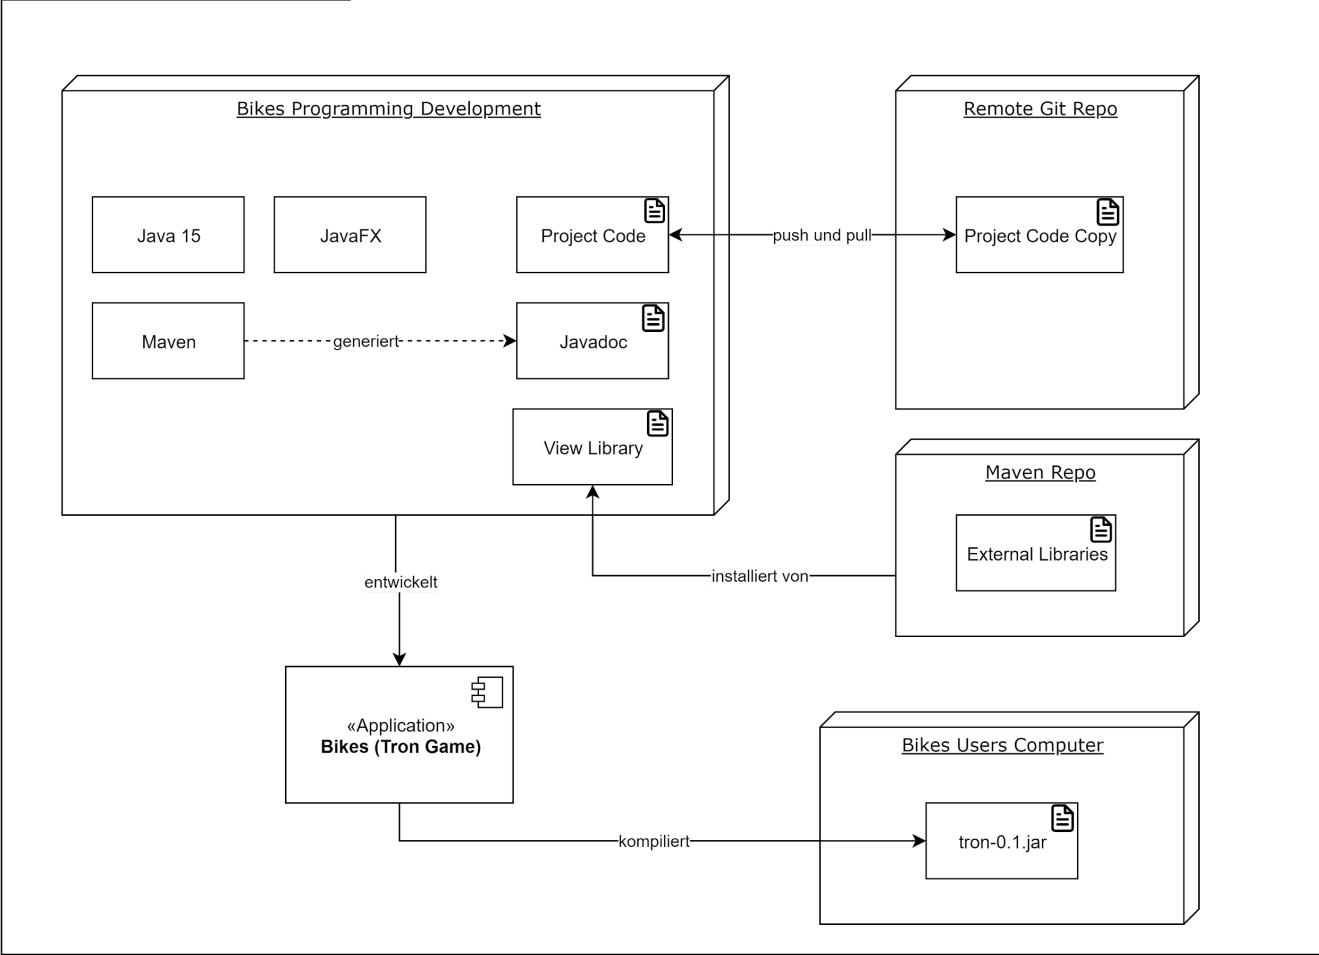 Bikes Programming Development
Remote Git Repo
Java 15
JavaFX
Project Code
push und pull
Project Code Copy
Maven
generiert
Javadoc
View Library
Maven Repo
External Libraries
installiert von
entwickelt
«Application»
Bikes (Tron Game)
Bikes Users Computer
kompiliert
tron-0.1.jar